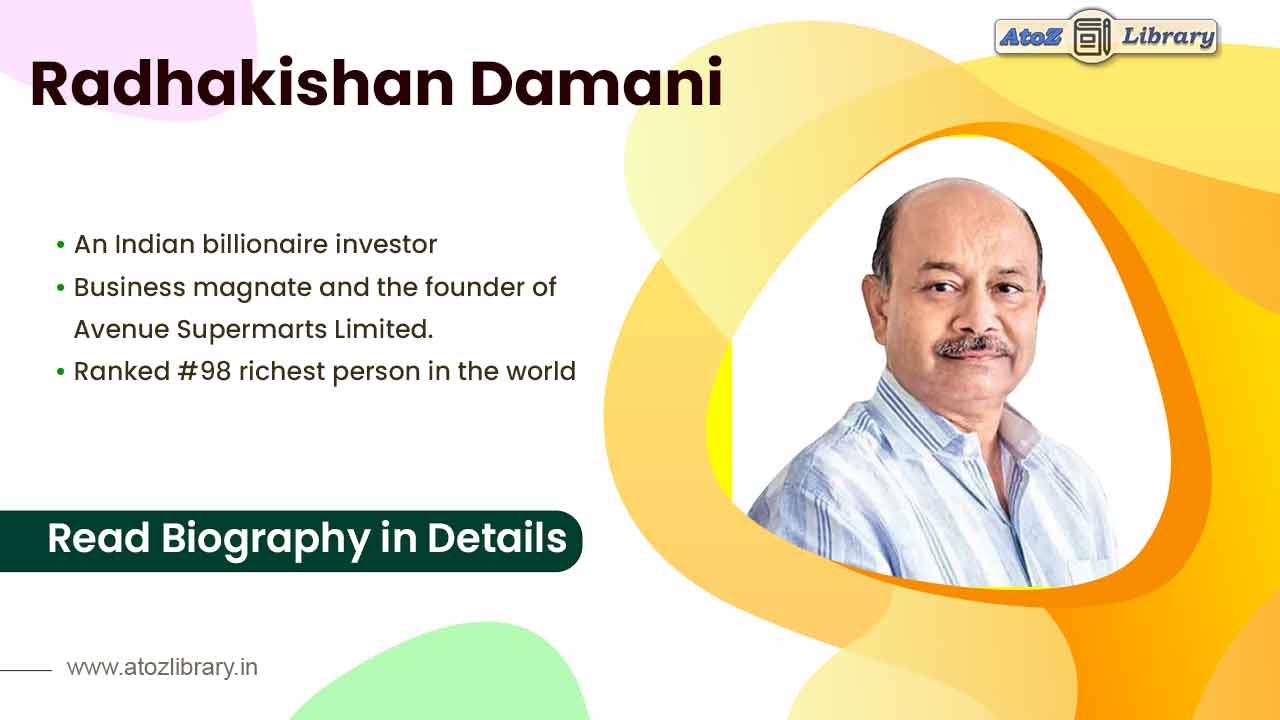 AtoZ Library
Radhakishan Damani
• An Indian billionaire investor
• Business magnate and the founder of
Avenue Supermarts Limited.
• Ranked #98 richest person in the world
Read Biography in Details
www.atozlibrary.in